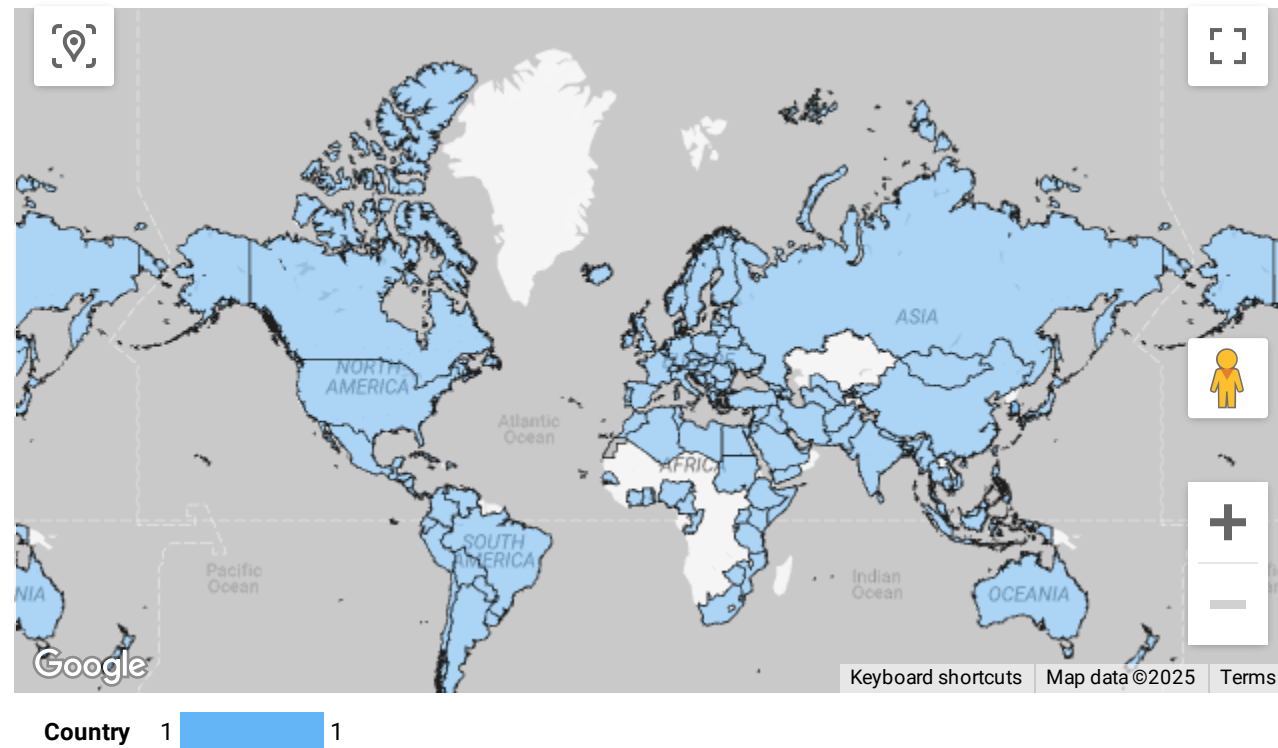 ASIA
NORTH
AMERICA
Atlantic
Ocean
AFRICA
SOUTH
AMERICA
Pacific
Ocean
Indian
Ocean
NIA
OCEANIA
Google
Keyboard shortcuts
Map data ©2025
Terms
Country 1 1